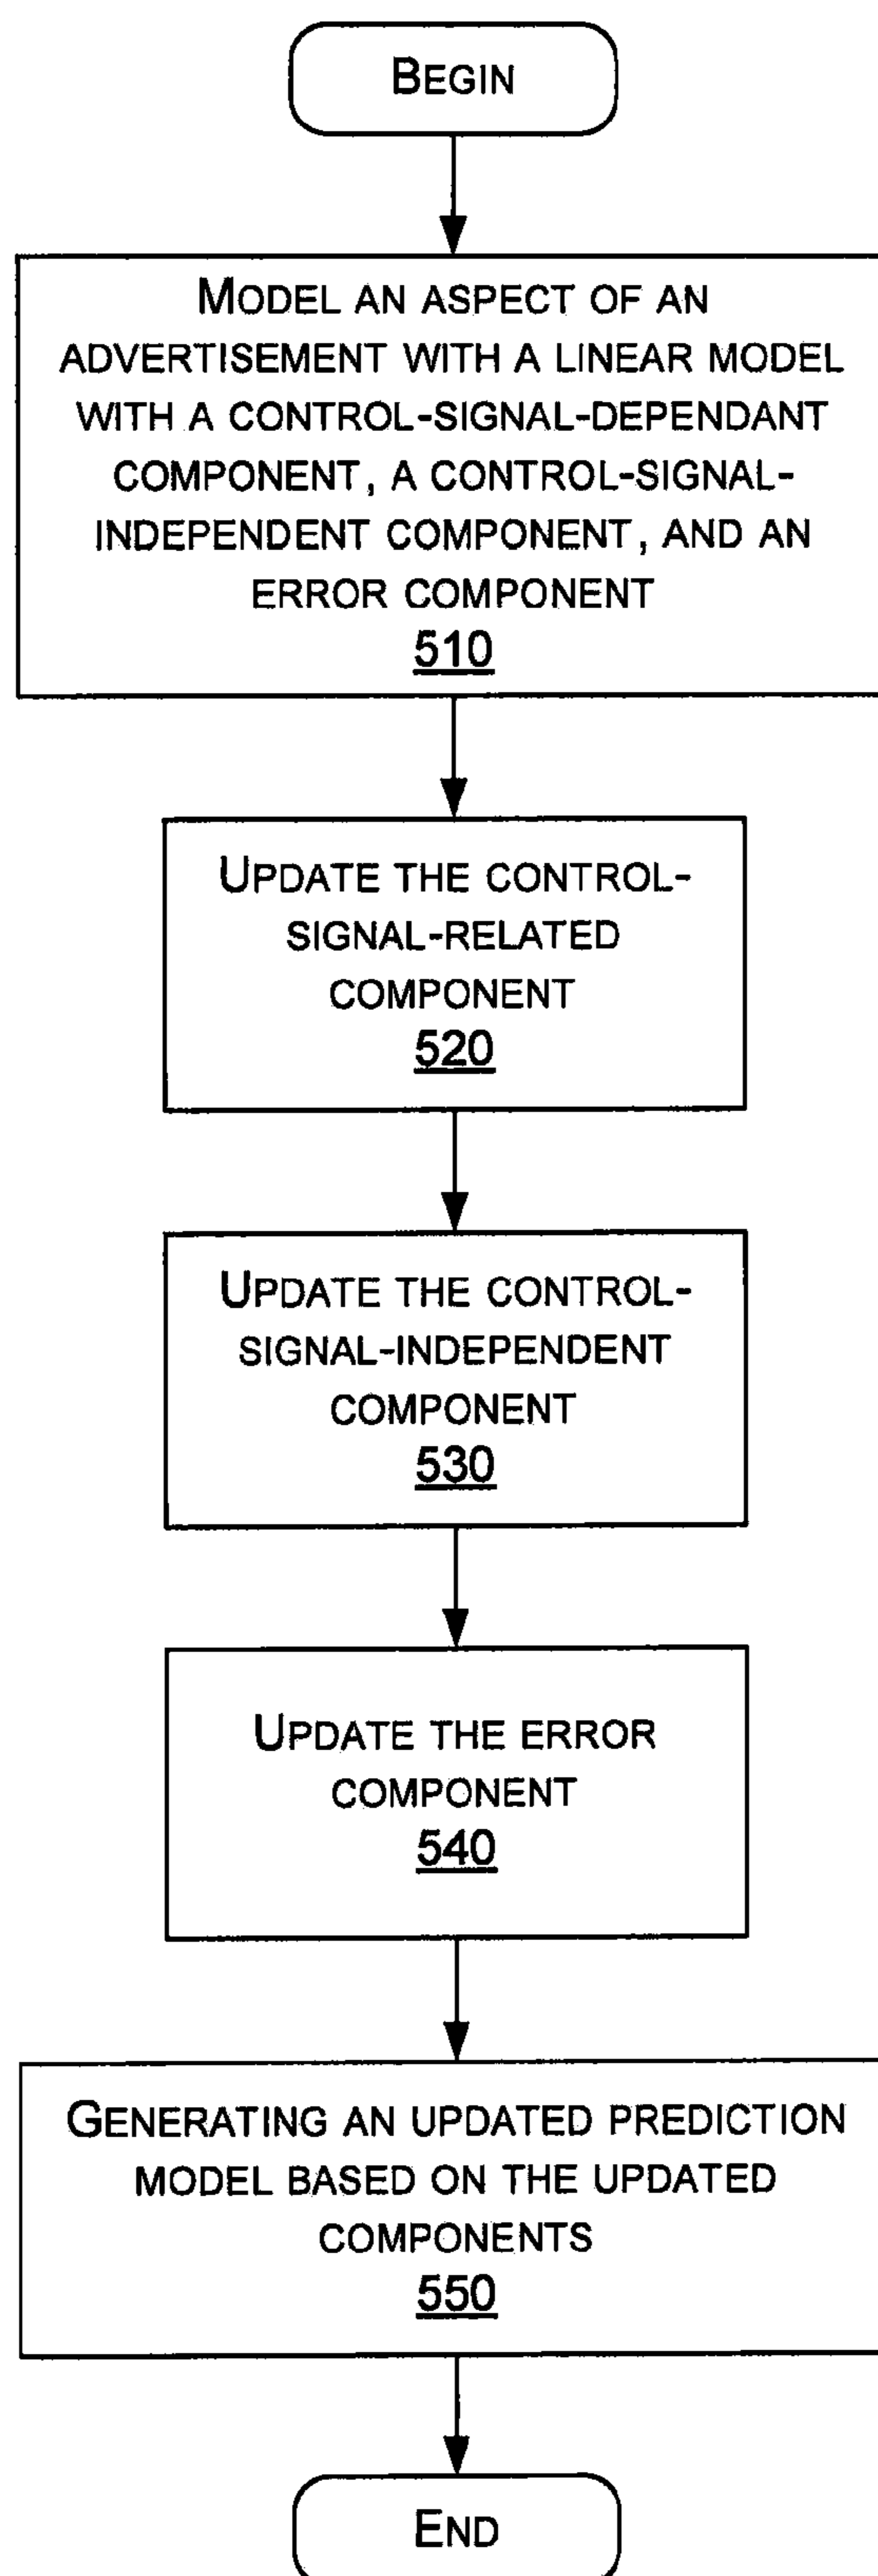 BEGIN
MODEL AN ASPECT OF AN
ADVERTISEMENT WITH A LINEAR MODEL
WITH A CONTROL-SIGNAL-DEPENDANT
COMPONENT, A CONTROL-SIGNAL-
INDEPENDENT COMPONENT, AND AN
ERROR COMPONENT
510
UPDATE THE CONTROL-
SIGNAL-RELATED
COMPONENT
520
UPDATE THE CONTROL-
SIGNAL-INDEPENDENT
COMPONENT
530
UPDATE THE ERROR
COMPONENT
540
GENERATING AN UPDATED PREDICTION
MODEL BASED ON THE UPDATED
COMPONENTS
550
END